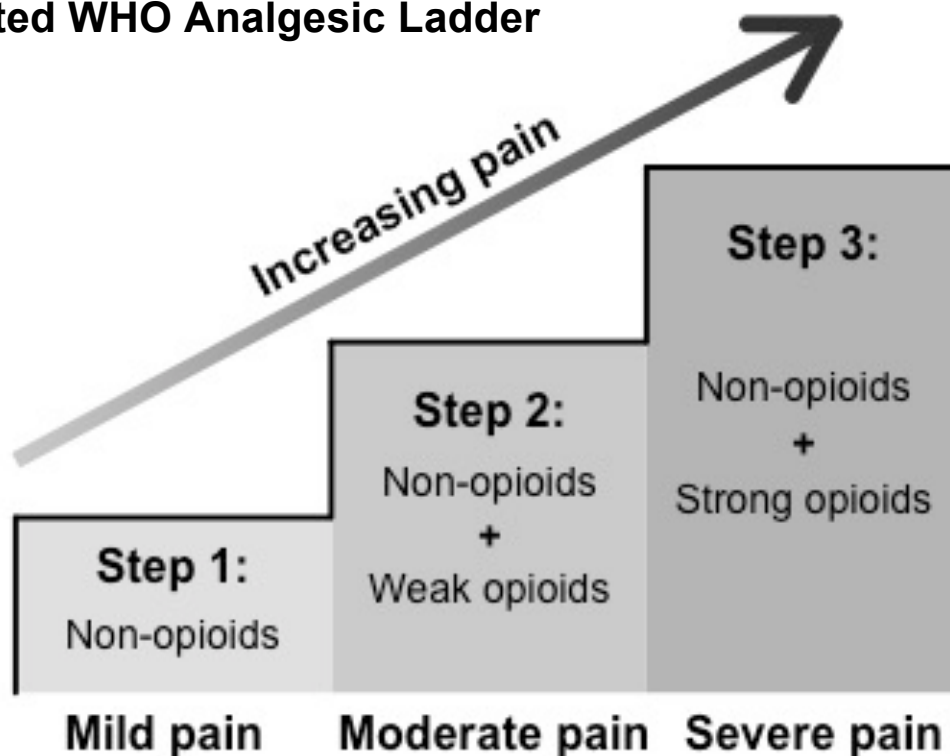 WHO Analgesic Ladder
Increasing pain
Step 1:
Non-opioids
Mild pain
Step 2:
Non-opioids
+
Weak opioids
Moderate pain
Step 3:
Non-opioids
+
Strong opioids
Severe pain